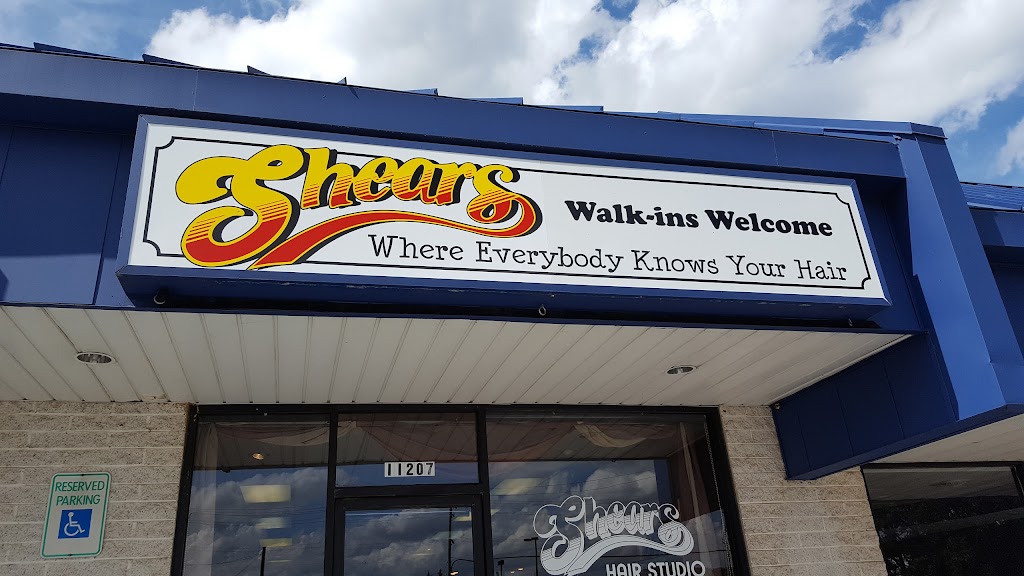 Shears
Walk-ins Welcome
Where Everybody Knows Your Hair
11207
RESERVED
PARKING
Shears
HAIR STUDIO